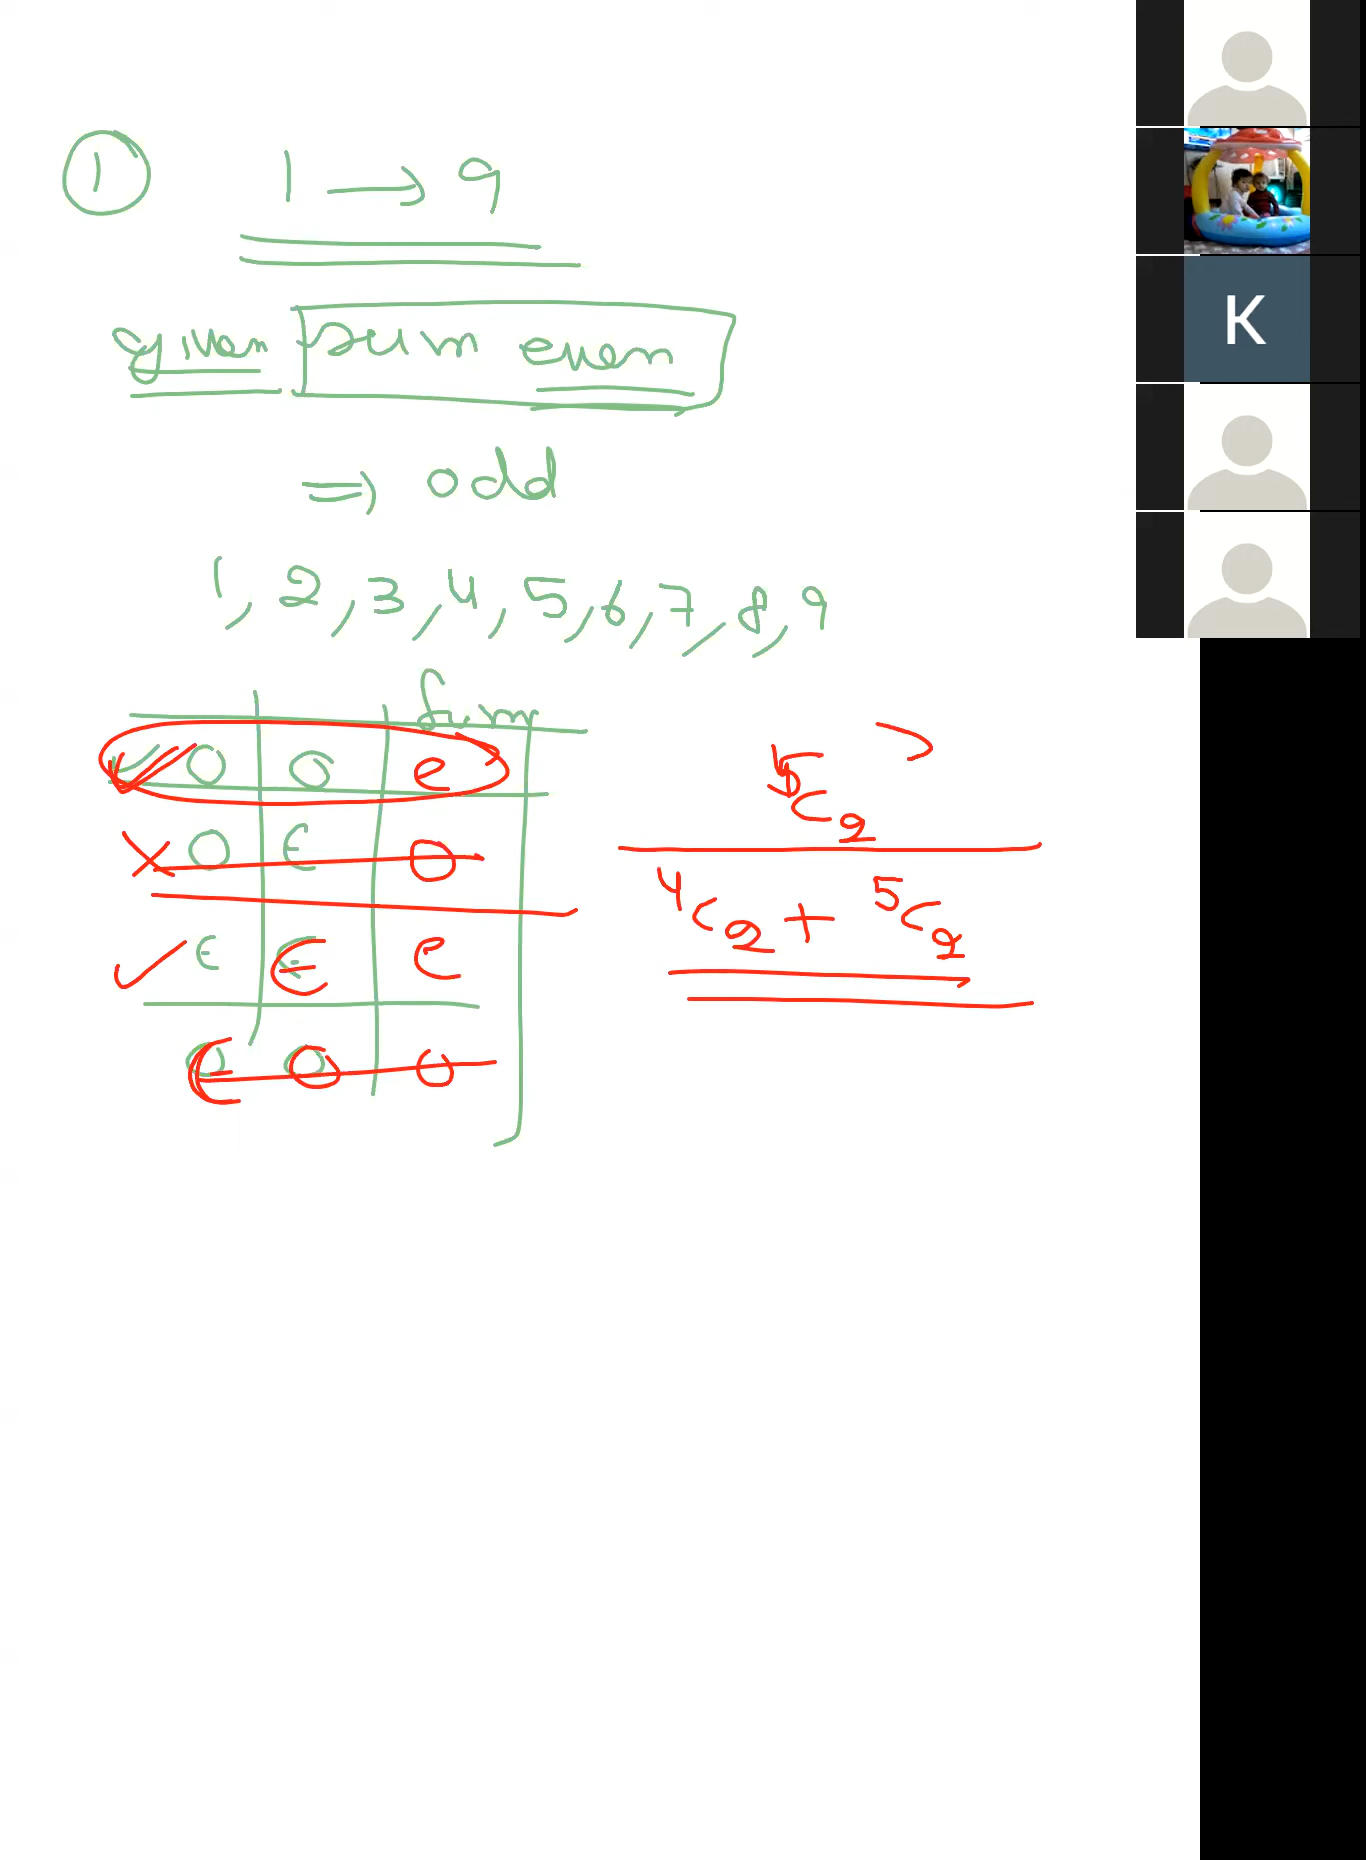 1
1 → 9
given sum even
⇒ odd
1, 2, 3, 4, 5, 6, 7, 8, 9
Sum
O O e
O E O
E E e
E O O
5C2
4C2 + 5C2
K